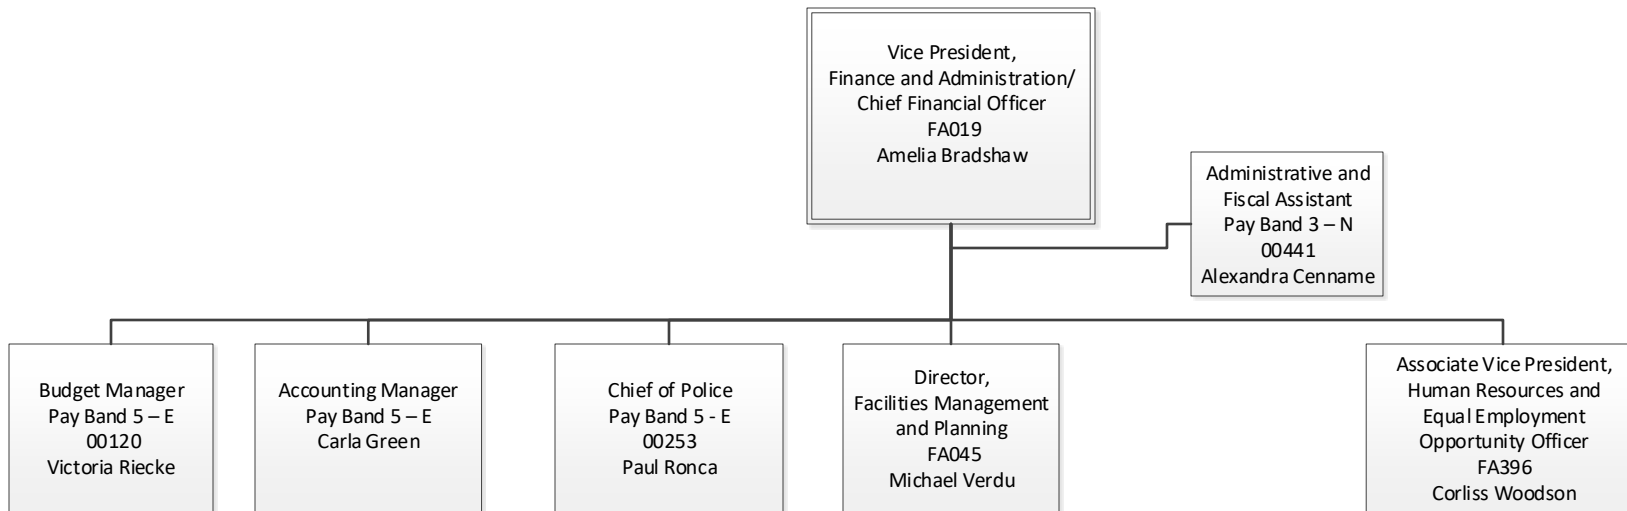 Vice President,
Finance and Administration/
Chief Financial Officer
FA019
Amelia Bradshaw
Administrative and
Fiscal Assistant
Pay Band 3 – N
00441
Alexandra Cenname
Budget Manager
Pay Band 5 – E
00120
Victoria Riecke
Accounting Manager
Pay Band 5 – E
Carla Green
Chief of Police
Pay Band 5 - E
00253
Paul Ronca
Director,
Facilities Management
and Planning
FA045
Michael Verdu
Associate Vice President,
Human Resources and
Equal Employment
Opportunity Officer
FA396
Corliss Woodson